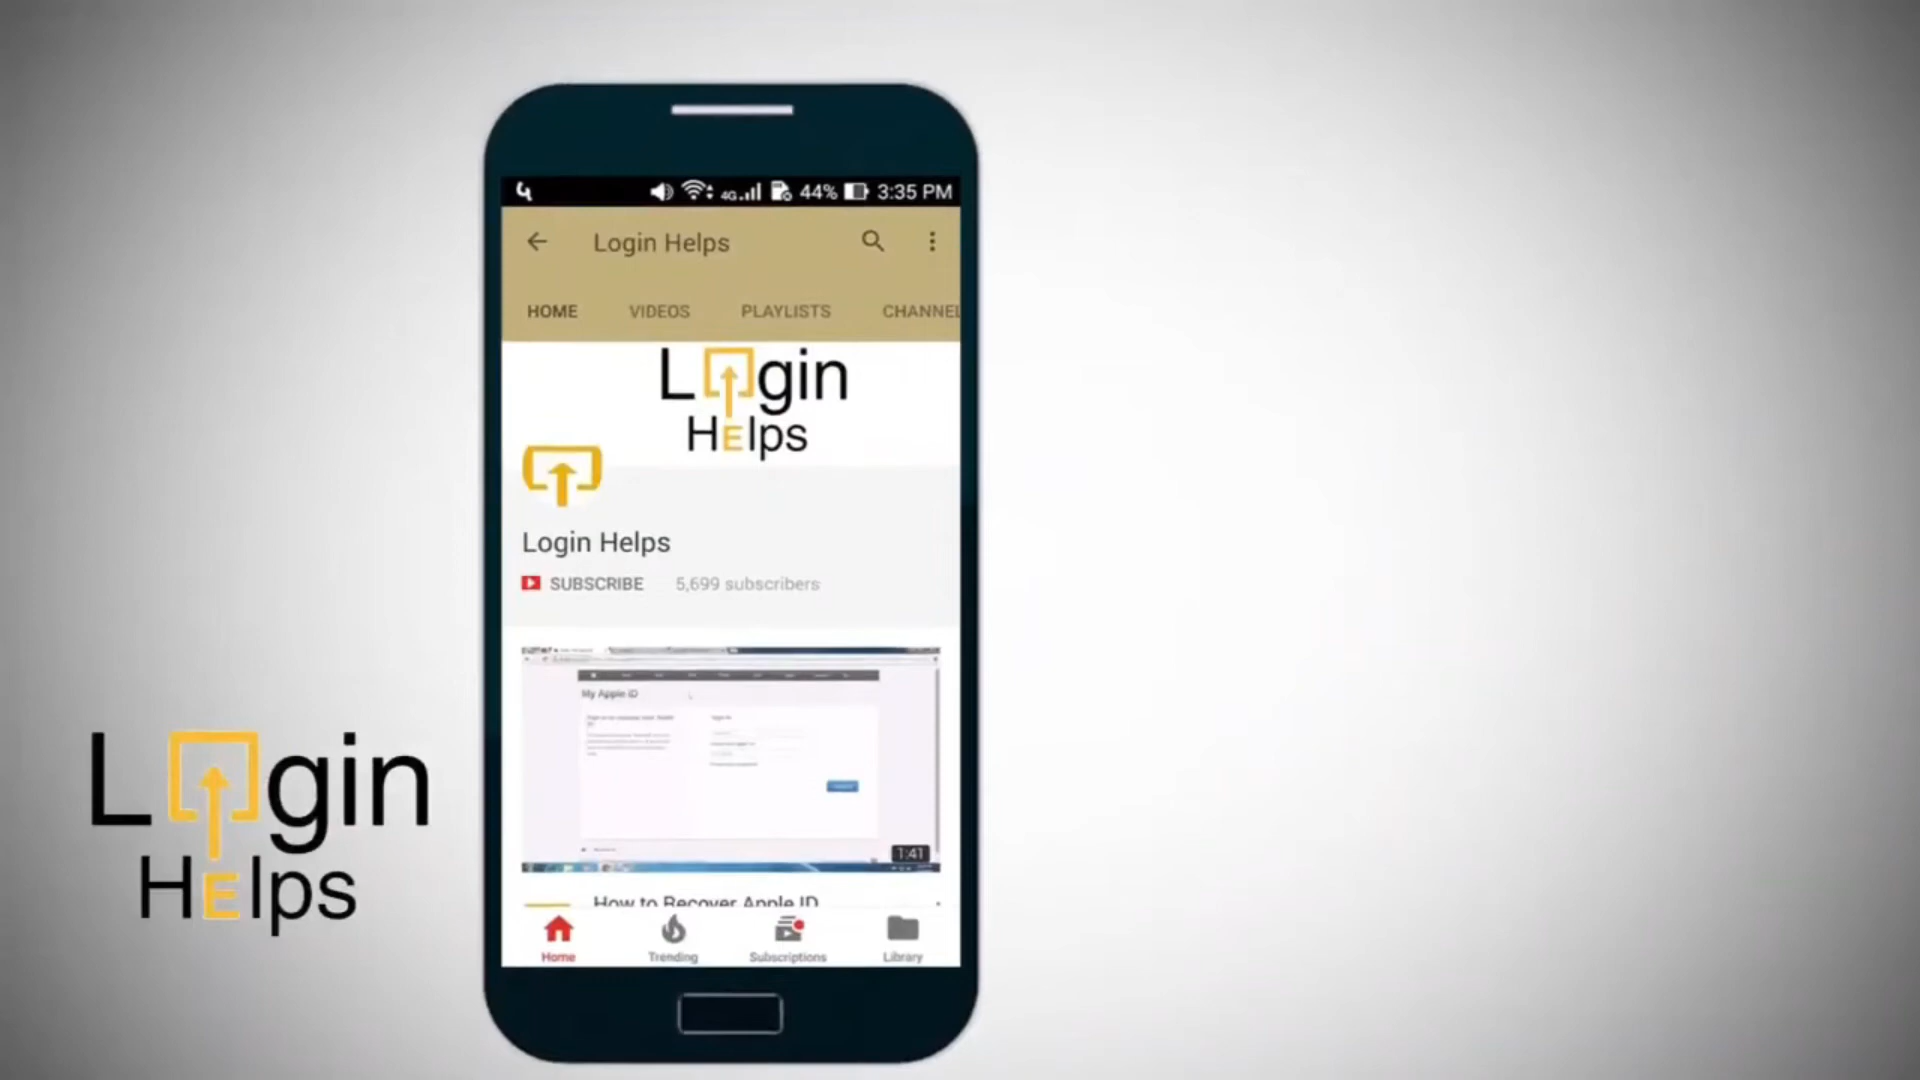 4G 44% 3:35 PM
Login Helps
HOME VIDEOS PLAYLISTS CHANNEL
Login
Helps
Login Helps
SUBSCRIBE 5,699 subscribers
My Apple ID
1:41
How to Recover Apple ID
Home Trending Subscriptions Library
Login
Helps